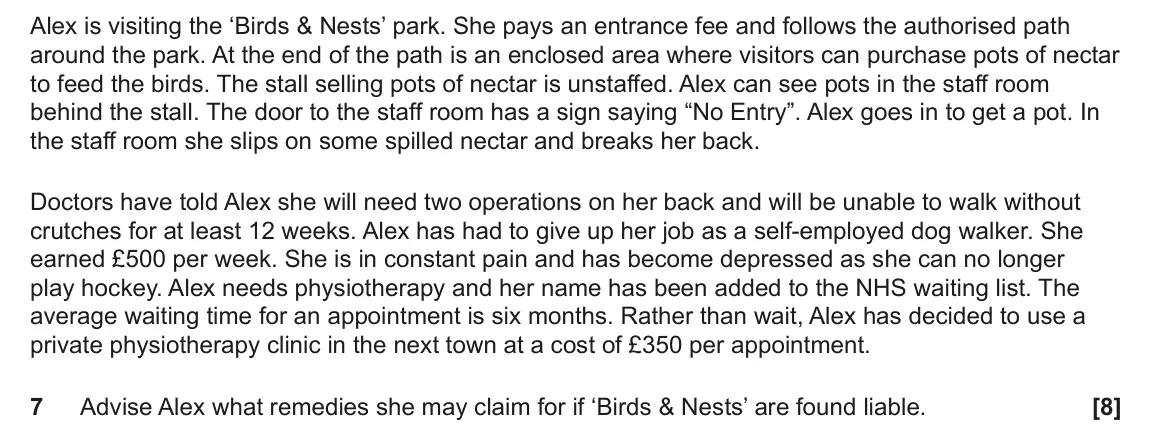 Alex is visiting the ‘Birds & Nests’ park. She pays an entrance fee and follows the authorised path
around the park. At the end of the path is an enclosed area where visitors can purchase pots of nectar
to feed the birds. The stall selling pots of nectar is unstaffed. Alex can see pots in the staff room
behind the stall. The door to the staff room has a sign saying “No Entry”. Alex goes in to get a pot. In
the staff room she slips on some spilled nectar and breaks her back.
Doctors have told Alex she will need two operations on her back and will be unable to walk without
crutches for at least 12 weeks. Alex has had to give up her job as a self-employed dog walker. She
earned £500 per week. She is in constant pain and has become depressed as she can no longer
play hockey. Alex needs physiotherapy and her name has been added to the NHS waiting list. The
average waiting time for an appointment is six months. Rather than wait, Alex has decided to use a
private physiotherapy clinic in the next town at a cost of £350 per appointment.
7 Advise Alex what remedies she may claim for if ‘Birds & Nests’ are found liable. [8]